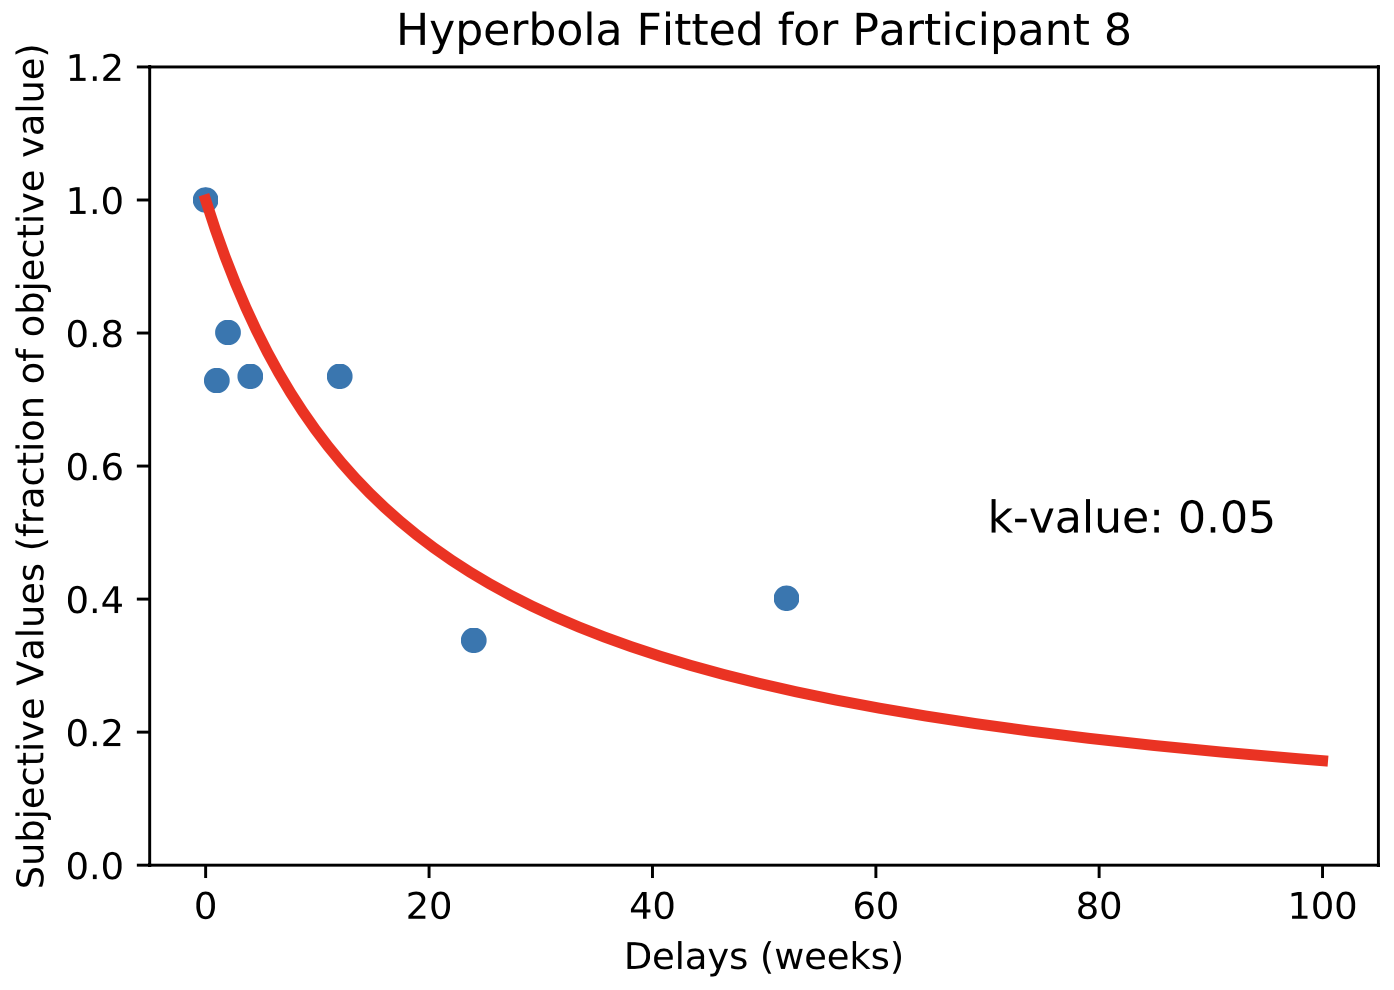 Hyperbola Fitted for Participant 8
Subjective Values (fraction of objective value)
1.2
1.0
0.8
0.6
0.4
0.2
0.0
k-value: 0.05
0 20 40 60 80 100
Delays (weeks)